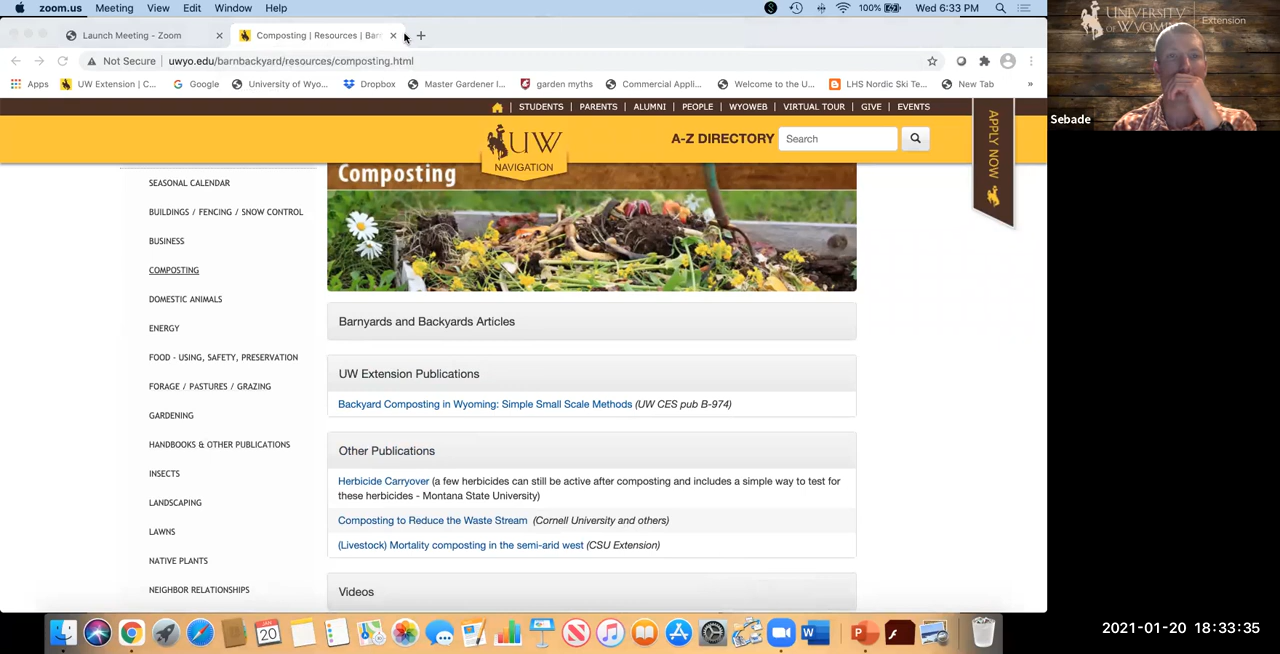 zoom.us Meeting View Edit Window Help 100% Wed 6:33 PM
Launch Meeting - Zoom Composting | Resources | Bar
Not Secure uwyo.edu/barnbackyard/resources/composting.html
Apps UW Extension | C... Google University of Wyo... Dropbox Master Gardener I... garden myths Commercial Appli... Welcome to the U... LHS Nordic Ski Te... New Tab »
STUDENTS | PARENTS | ALUMNI | PEOPLE | WYOWEB | VIRTUAL TOUR | GIVE | EVENTS
UW
NAVIGATION
A-Z DIRECTORY Search
APPLY NOW
SEASONAL CALENDAR
BUILDINGS / FENCING / SNOW CONTROL
BUSINESS
COMPOSTING
DOMESTIC ANIMALS
ENERGY
FOOD - USING, SAFETY, PRESERVATION
FORAGE / PASTURES / GRAZING
GARDENING
HANDBOOKS & OTHER PUBLICATIONS
INSECTS
LANDSCAPING
LAWNS
NATIVE PLANTS
NEIGHBOR RELATIONSHIPS
Composting
Barnyards and Backyards Articles
UW Extension Publications
Backyard Composting in Wyoming: Simple Small Scale Methods (UW CES pub B-974)
Other Publications
Herbicide Carryover (a few herbicides can still be active after composting and includes a simple way to test for
these herbicides - Montana State University)
Composting to Reduce the Waste Stream (Cornell University and others)
(Livestock) Mortality composting in the semi-arid west (CSU Extension)
Videos
JAN
20
UNIVERSITY
OF WYOMING
Extension
Sebade
2021-01-20 18:33:35